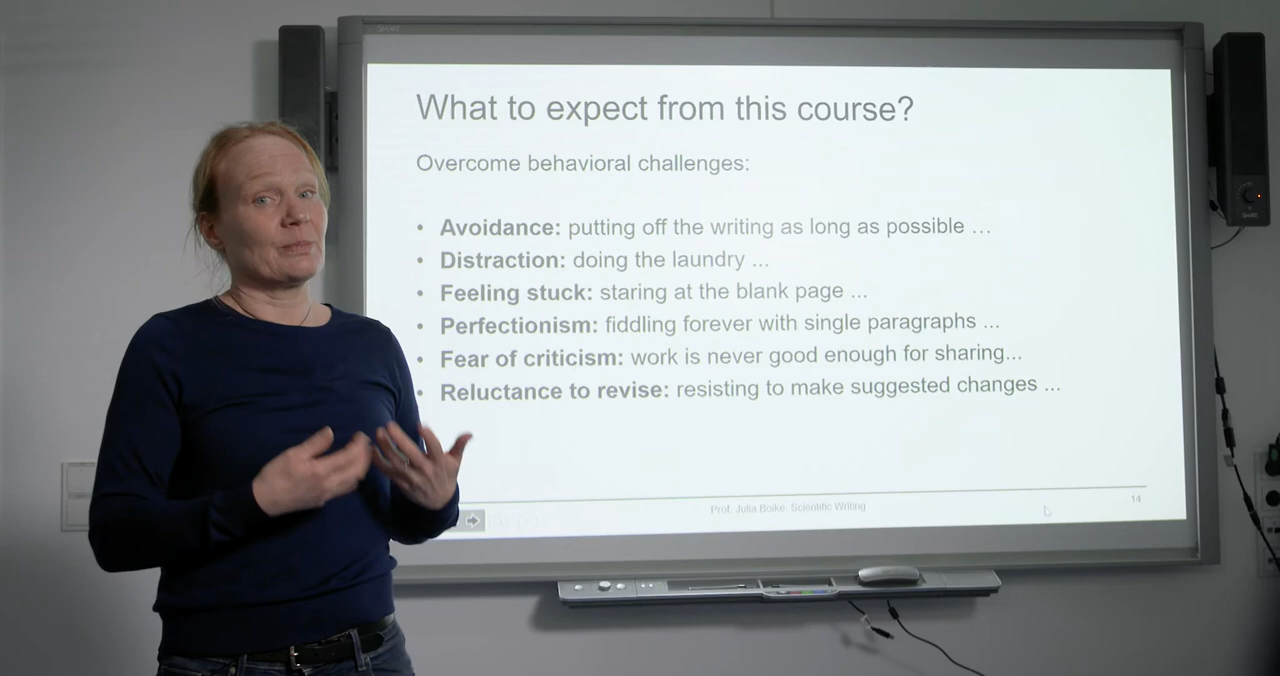 SMART
What to expect from this course?
Overcome behavioral challenges:
• Avoidance: putting off the writing as long as possible …
• Distraction: doing the laundry ...
• Feeling stuck: staring at the blank page ...
• Perfectionism: fiddling forever with single paragraphs ...
• Fear of criticism: work is never good enough for sharing...
• Reluctance to revise: resisting to make suggested changes ...
Prof. Julia Boike: Scientific Writing
14
SMART